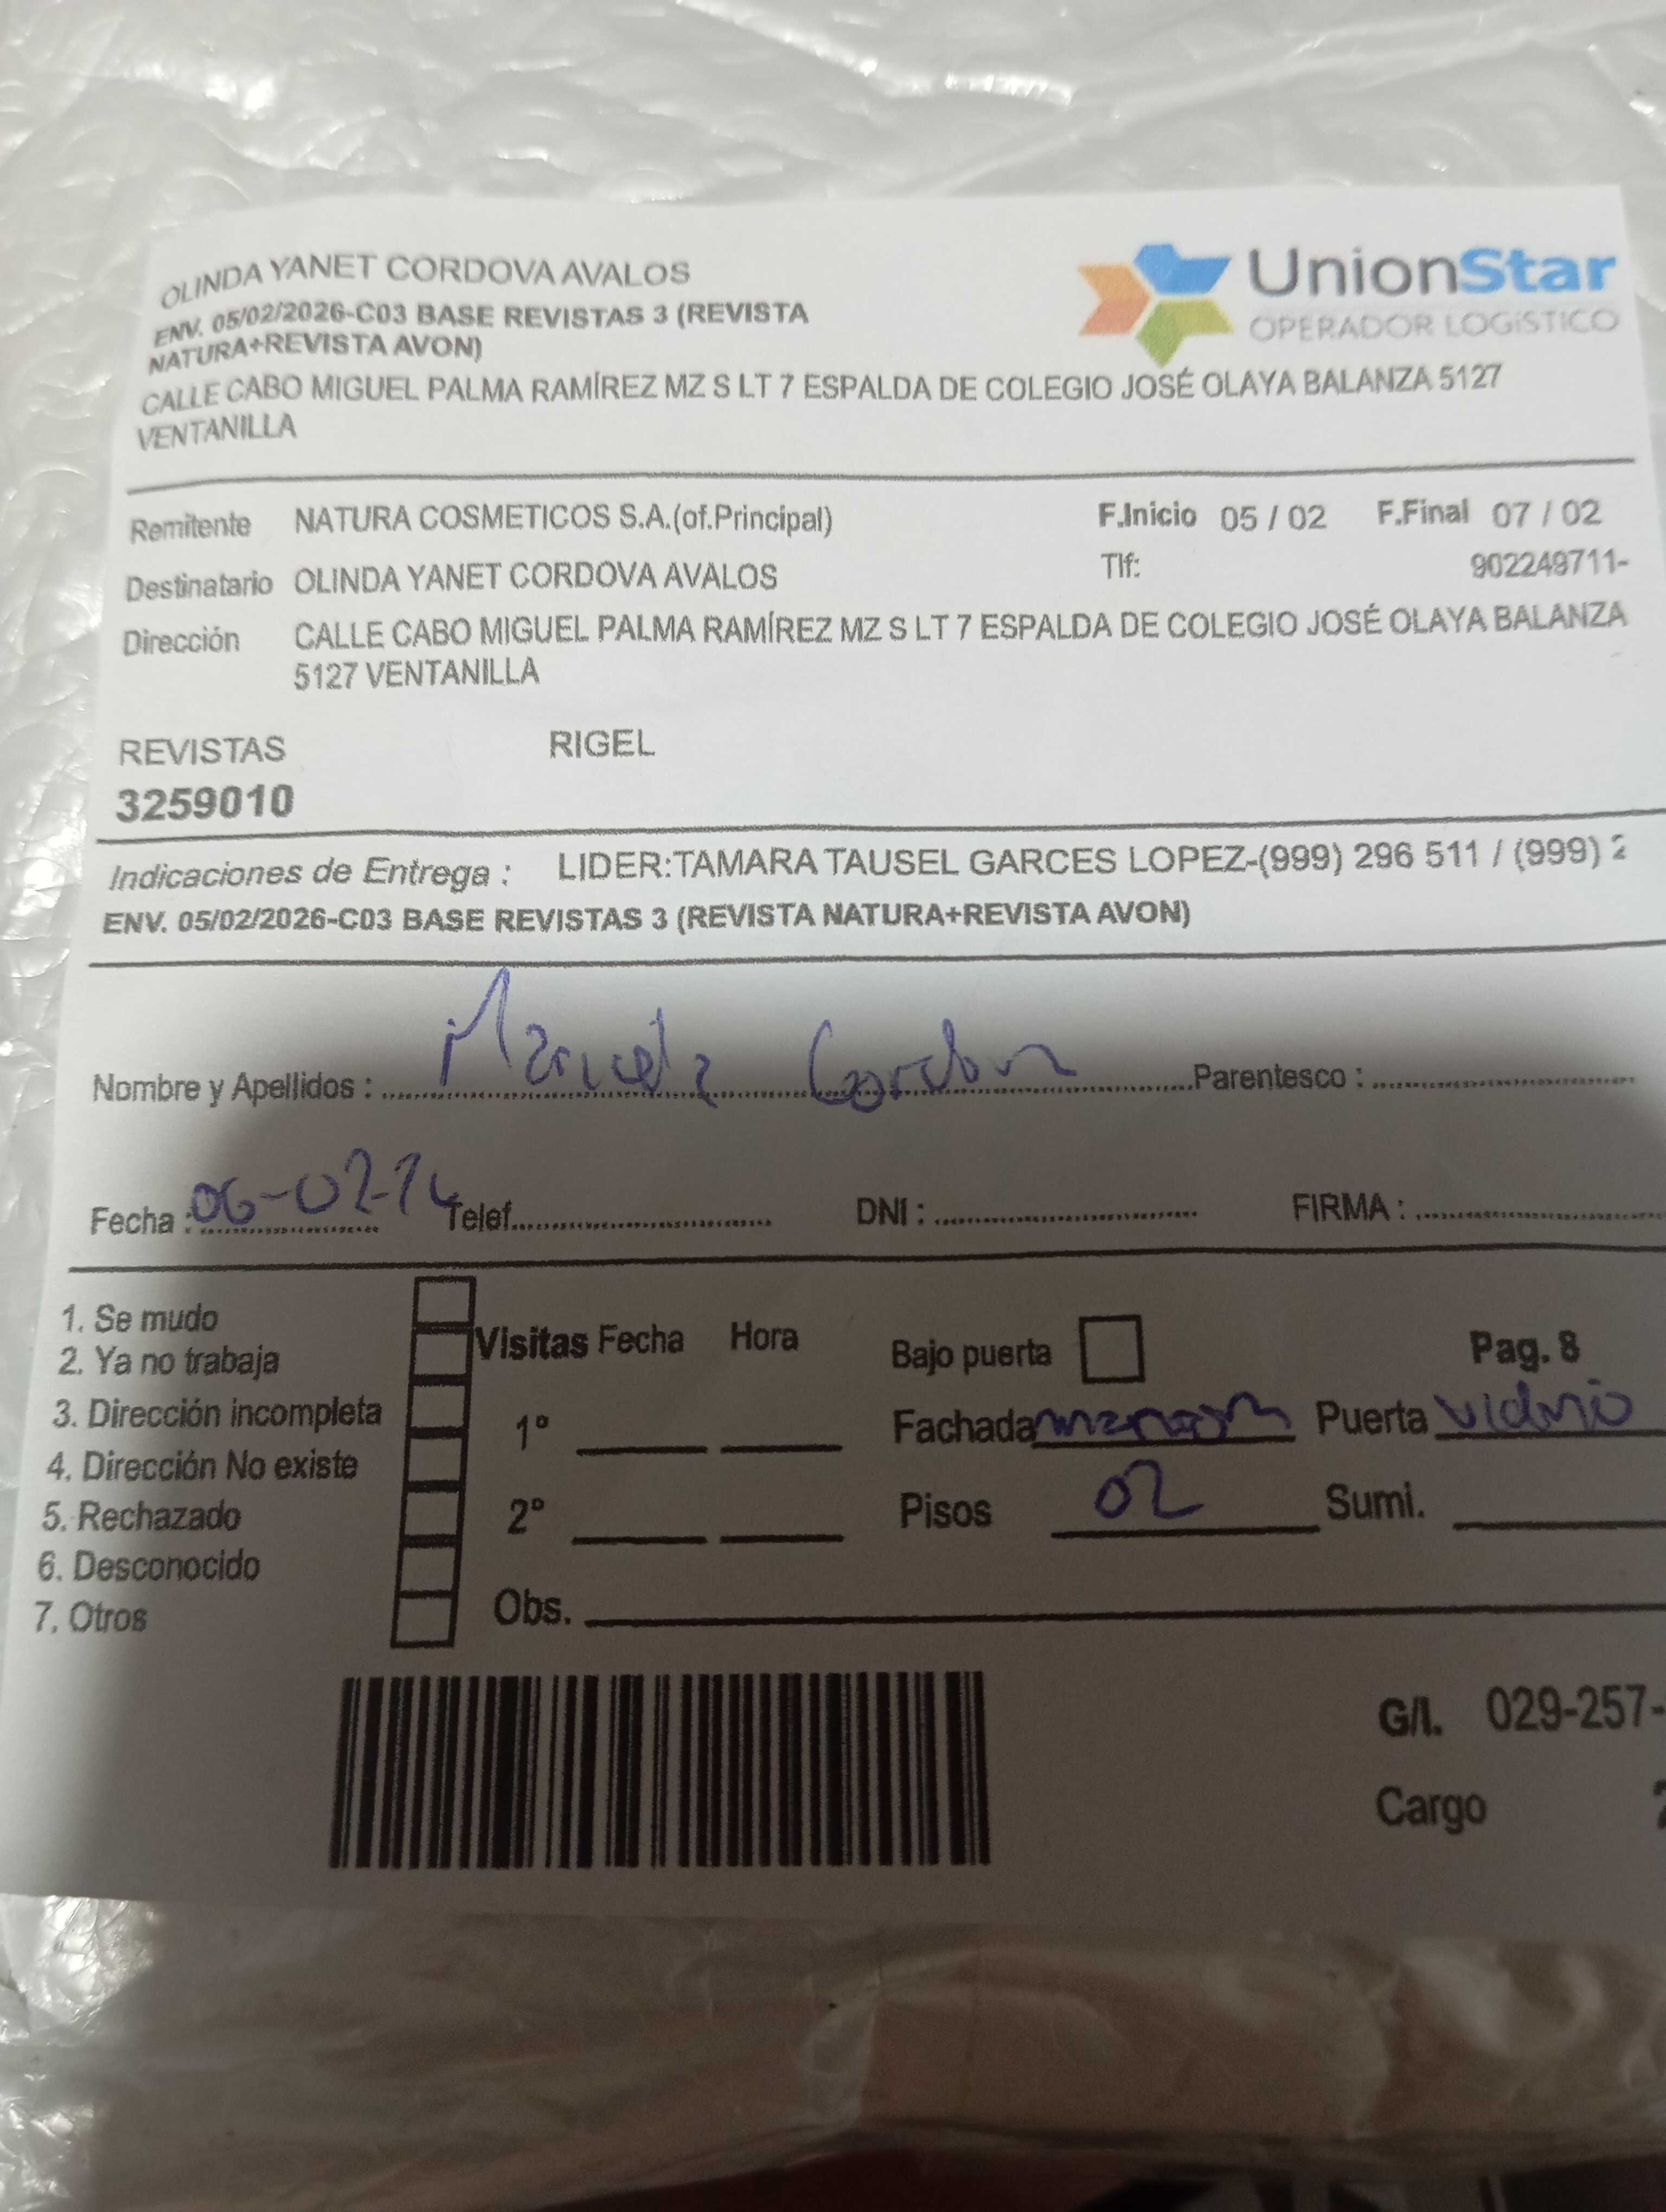 OLINDA YANET CORDOVA AVALOS
ENV. 05/02/2026-C03 BASE REVISTAS 3 (REVISTA
NATURA+REVISTA AVON)
CALLE CABO MIGUEL PALMA RAMÍREZ MZ S LT 7 ESPALDA DE COLEGIO JOSÉ OLAYA BALANZA 5127
VENTANILLA
UnionStar
OPERADOR LOGÍSTICO
Remitente NATURA COSMETICOS S.A.(of.Principal) F.Inicio 05 / 02 F.Final 07 / 02
Destinatario OLINDA YANET CORDOVA AVALOS Tlf: 902249711-
Dirección CALLE CABO MIGUEL PALMA RAMÍREZ MZ S LT 7 ESPALDA DE COLEGIO JOSÉ OLAYA BALANZA
5127 VENTANILLA
REVISTAS RIGEL
3259010
Indicaciones de Entrega : LIDER:TAMARA TAUSEL GARCES LOPEZ-(999) 296 511 / (999) 2
ENV. 05/02/2026-C03 BASE REVISTAS 3 (REVISTA NATURA+REVISTA AVON)
Nombre y Apellidos : Cordova Parentesco :
Fecha : 06-02- Telef. DNI : FIRMA :
1. Se mudo
2. Ya no trabaja
3. Dirección incompleta
4. Dirección No existe
5. Rechazado
6. Desconocido
7. Otros
Visitas Fecha Hora
1°
2°
Obs.
Bajo puerta Pag. 8
Fachada Puerta vidrio
Pisos 02 Sumi.
G/I. 029-257-
Cargo